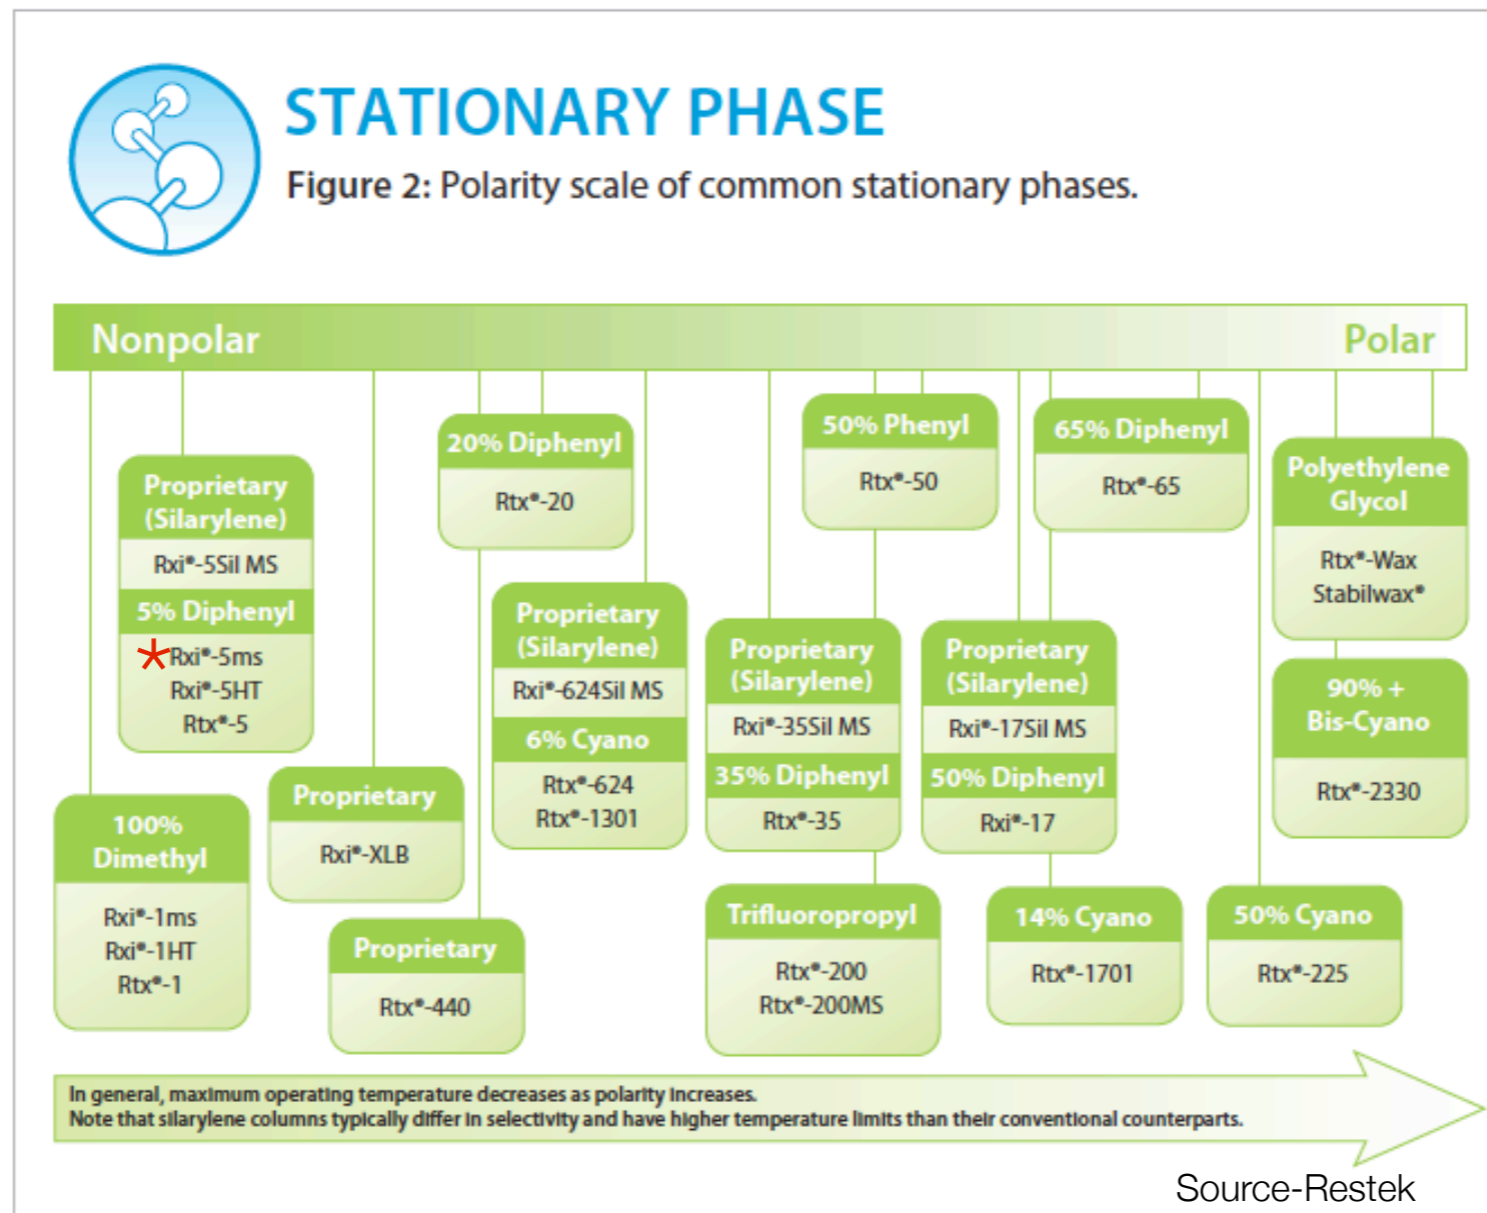 STATIONARY PHASE
Figure 2: Polarity scale of common stationary phases.
Nonpolar
Polar
Proprietary
(Silarylene)
Rxi®-5Sil MS
5% Diphenyl
*Rxi®-5ms
Rxi®-5HT
Rtx®-5
100%
Dimethyl
Rxi®-1ms
Rxi®-1HT
Rtx®-1
Proprietary
Rxi®-XLB
Proprietary
Rtx®-440
20% Diphenyl
Rtx®-20
Proprietary
(Silarylene)
Rxi®-624Sil MS
6% Cyano
Rtx®-624
Rtx®-1301
Proprietary
(Silarylene)
Rxi®-35Sil MS
35% Diphenyl
Rtx®-35
50% Phenyl
Rtx®-50
Trifluoropropyl
Rtx®-200
Rtx®-200MS
Proprietary
(Silarylene)
Rxi®-17Sil MS
50% Diphenyl
Rxi®-17
65% Diphenyl
Rtx®-65
14% Cyano
Rtx®-1701
50% Cyano
Rtx®-225
Polyethylene
Glycol
Rtx®-Wax
Stabilwax®
90% +
Bis-Cyano
Rtx®-2330
In general, maximum operating temperature decreases as polarity increases.
Note that silarylene columns typically differ in selectivity and have higher temperature limits than their conventional counterparts.
Source-Restek